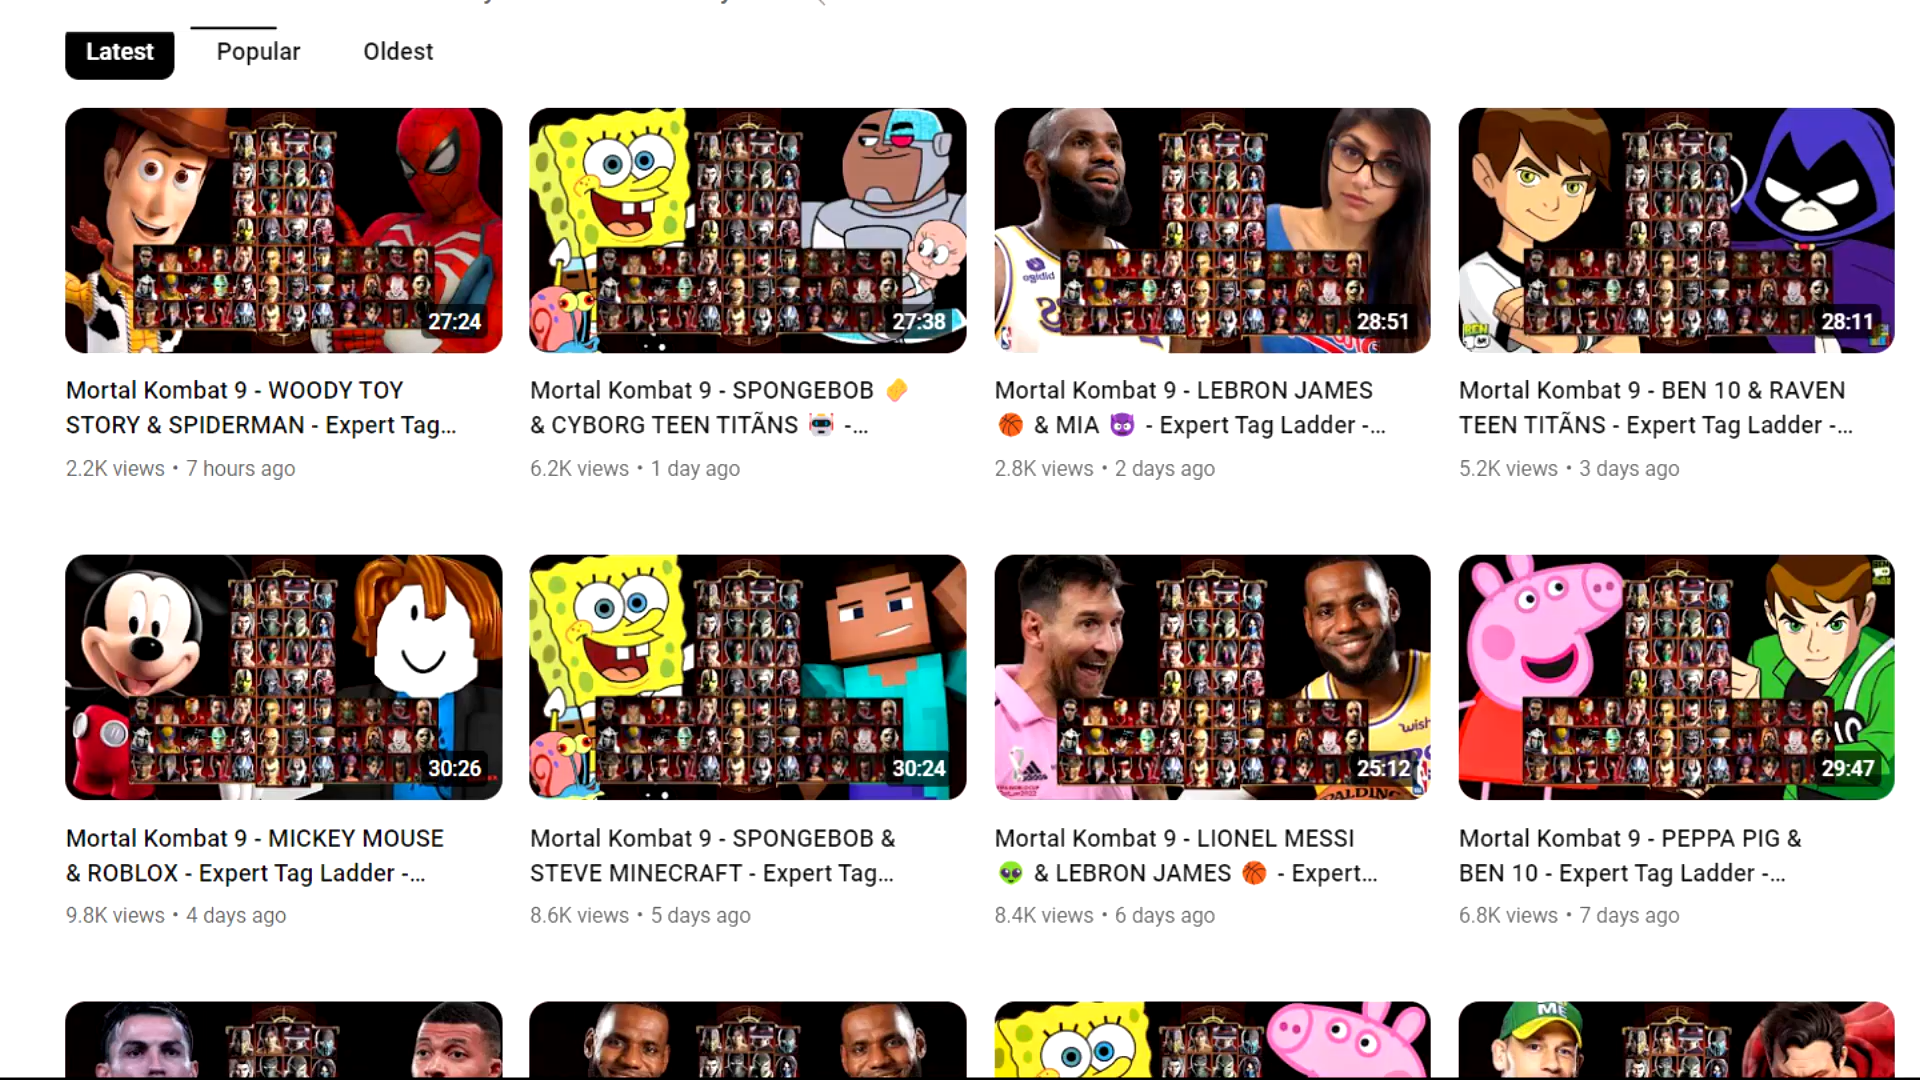 Latest
Popular
Oldest
27:24
27:38
ogidid
28:51
BEN
28:11
Mortal Kombat 9 - WOODY TOY
STORY & SPIDERMAN - Expert Tag...
2.2K views • 7 hours ago
Mortal Kombat 9 - SPONGEBOB 🧽
& CYBORG TEEN TITÃNS 🤖 -...
6.2K views • 1 day ago
Mortal Kombat 9 - LEBRON JAMES
🏀 & MIA 😈 - Expert Tag Ladder -...
2.8K views • 2 days ago
Mortal Kombat 9 - BEN 10 & RAVEN
TEEN TITÃNS - Expert Tag Ladder -...
5.2K views • 3 days ago
30:26
30:24
wish
25:12
29:47
Mortal Kombat 9 - MICKEY MOUSE
& ROBLOX - Expert Tag Ladder -...
9.8K views • 4 days ago
Mortal Kombat 9 - SPONGEBOB &
STEVE MINECRAFT - Expert Tag...
8.6K views • 5 days ago
Mortal Kombat 9 - LIONEL MESSI
👽 & LEBRON JAMES 🏀 - Expert...
8.4K views • 6 days ago
Mortal Kombat 9 - PEPPA PIG &
BEN 10 - Expert Tag Ladder -...
6.8K views • 7 days ago
ME